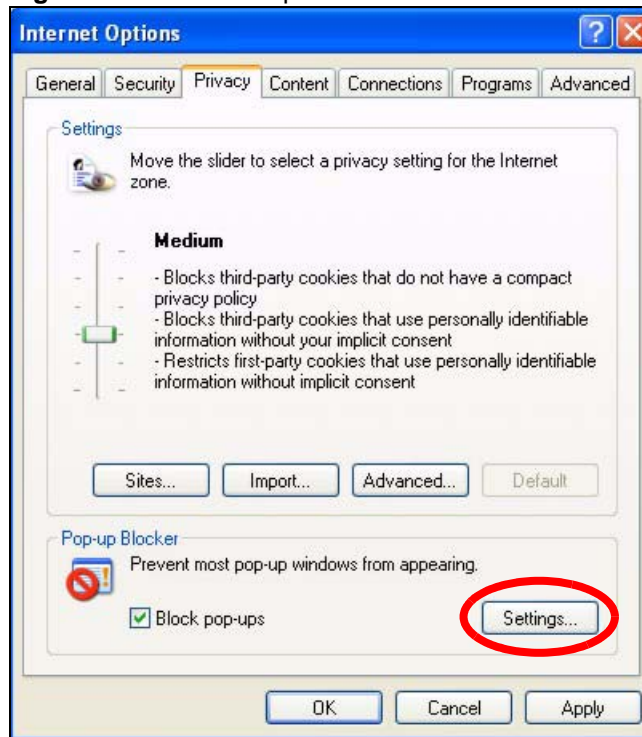 Internet Options
General Security Privacy Content Connections Programs Advanced
Settings
Move the slider to select a privacy setting for the Internet
zone.
Medium
- Blocks third-party cookies that do not have a compact
privacy policy
- Blocks third-party cookies that use personally identifiable
information without your implicit consent
- Restricts first-party cookies that use personally identifiable
information without implicit consent
Sites... Import... Advanced... Default
Pop-up Blocker
Prevent most pop-up windows from appearing.
Block pop-ups Settings...
OK Cancel Apply